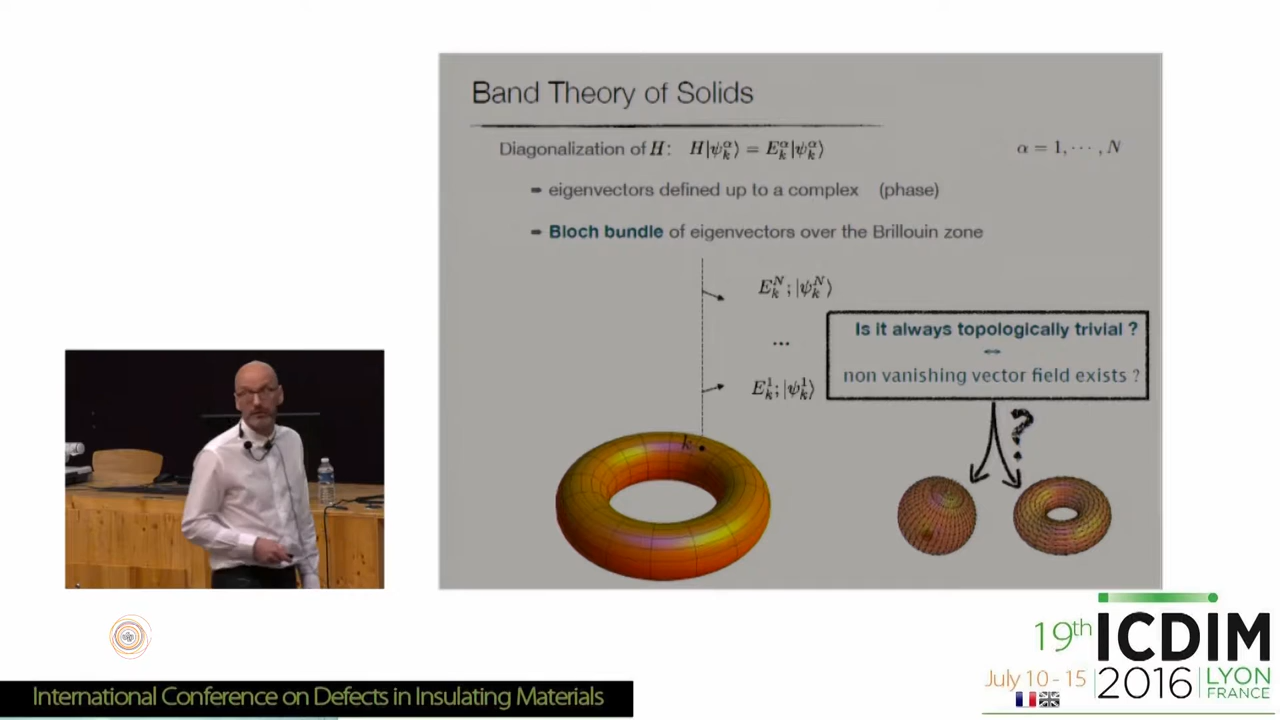 Band Theory of Solids
Diagonalization of H: H|ψ_k^α⟩ = E_k^α|ψ_k^α⟩ α = 1, ⋯ , N
➡ eigenvectors defined up to a complex (phase)
➡ Bloch bundle of eigenvectors over the Brillouin zone
E_k^N ; |ψ_k^N⟩
Is it always topologically trivial ?
...
↔
non vanishing vector field exists ?
E_k^1 ; |ψ_k^1⟩
?
k
19th ICDIM
July 10 - 15 2016 LYON
FRANCE
International Conference on Defects in Insulating Materials